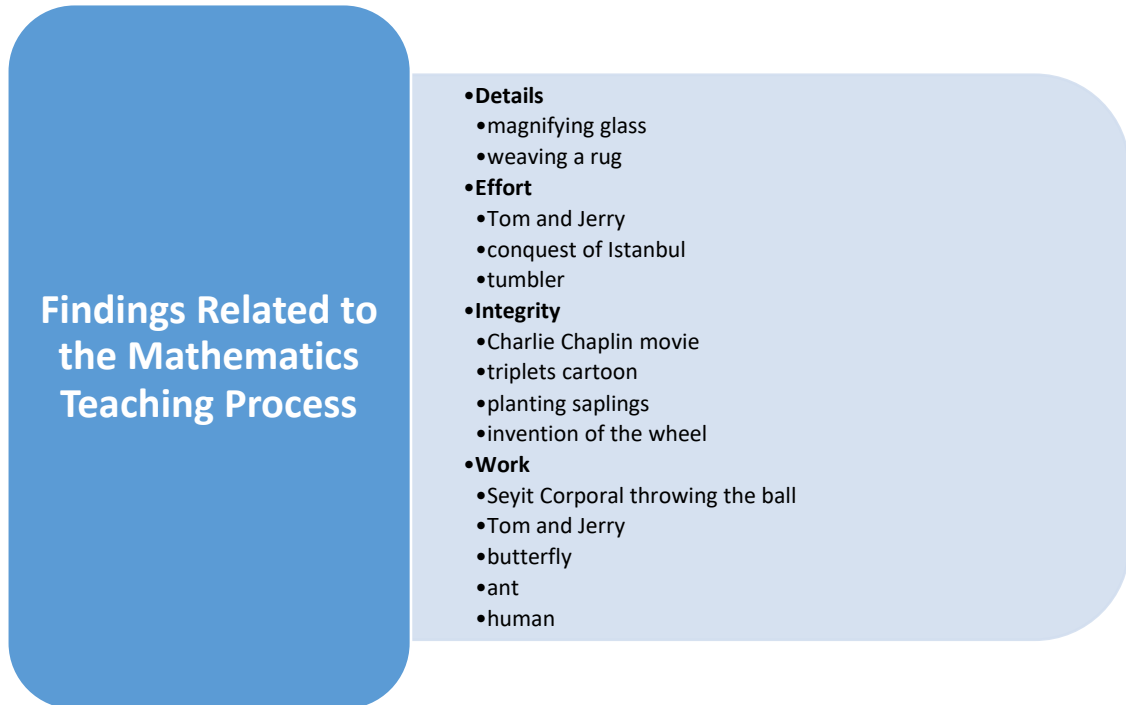 Findings Related to
the Mathematics
Teaching Process
•Details
•magnifying glass
•weaving a rug
•Effort
•Tom and Jerry
•conquest of Istanbul
•tumbler
•Integrity
•Charlie Chaplin movie
•triplets cartoon
•planting saplings
•invention of the wheel
•Work
•Seyit Corporal throwing the ball
•Tom and Jerry
•butterfly
•ant
•human